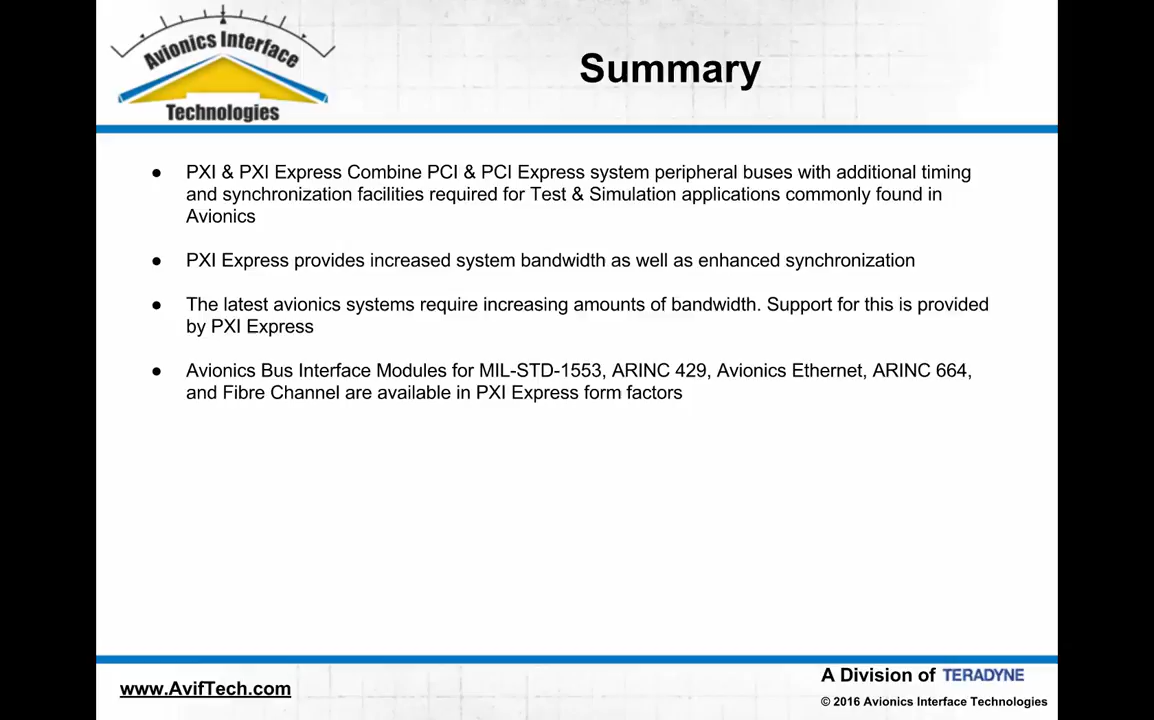 Avionics Interface
Technologies
Summary
● PXI & PXI Express Combine PCI & PCI Express system peripheral buses with additional timing
and synchronization facilities required for Test & Simulation applications commonly found in
Avionics
● PXI Express provides increased system bandwidth as well as enhanced synchronization
● The latest avionics systems require increasing amounts of bandwidth. Support for this is provided
by PXI Express
● Avionics Bus Interface Modules for MIL-STD-1553, ARINC 429, Avionics Ethernet, ARINC 664,
and Fibre Channel are available in PXI Express form factors
www.AvifTech.com
A Division of TERADYNE
© 2016 Avionics Interface Technologies